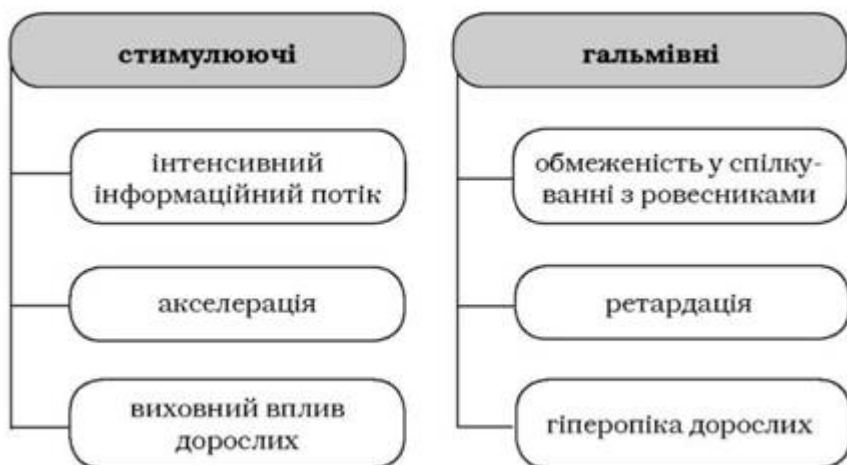 стимулюючі
інтенсивний
інформаційний потік
акселерація
виховний вплив
дорослих
гальмівні
обмеженість у спілку-
ванні з ровесниками
ретардація
гіперопіка дорослих